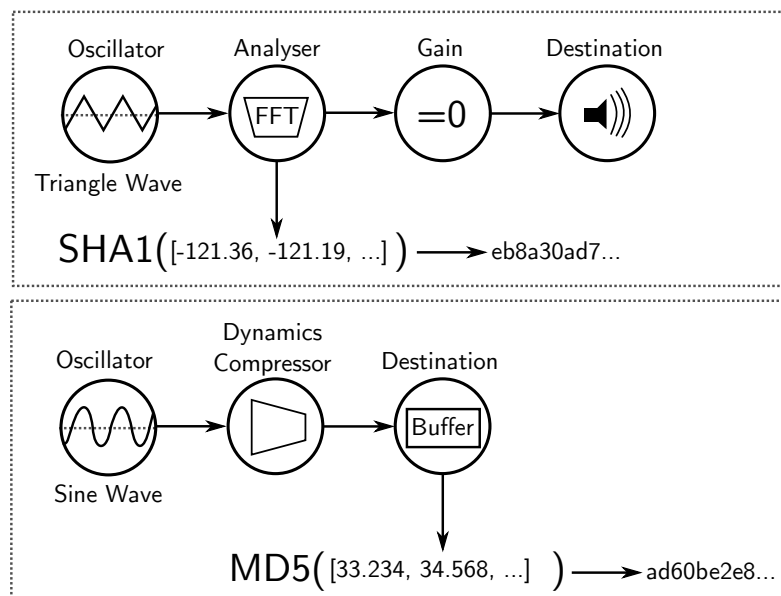 Oscillator
Analyser
Gain
Destination
FFT
=0
Triangle Wave
SHA1([-121.36, -121.19, ...])
eb8a30ad7...
Oscillator
Dynamics
Compressor
Destination
Buffer
Sine Wave
MD5([33.234, 34.568, ...])
ad60be2e8...